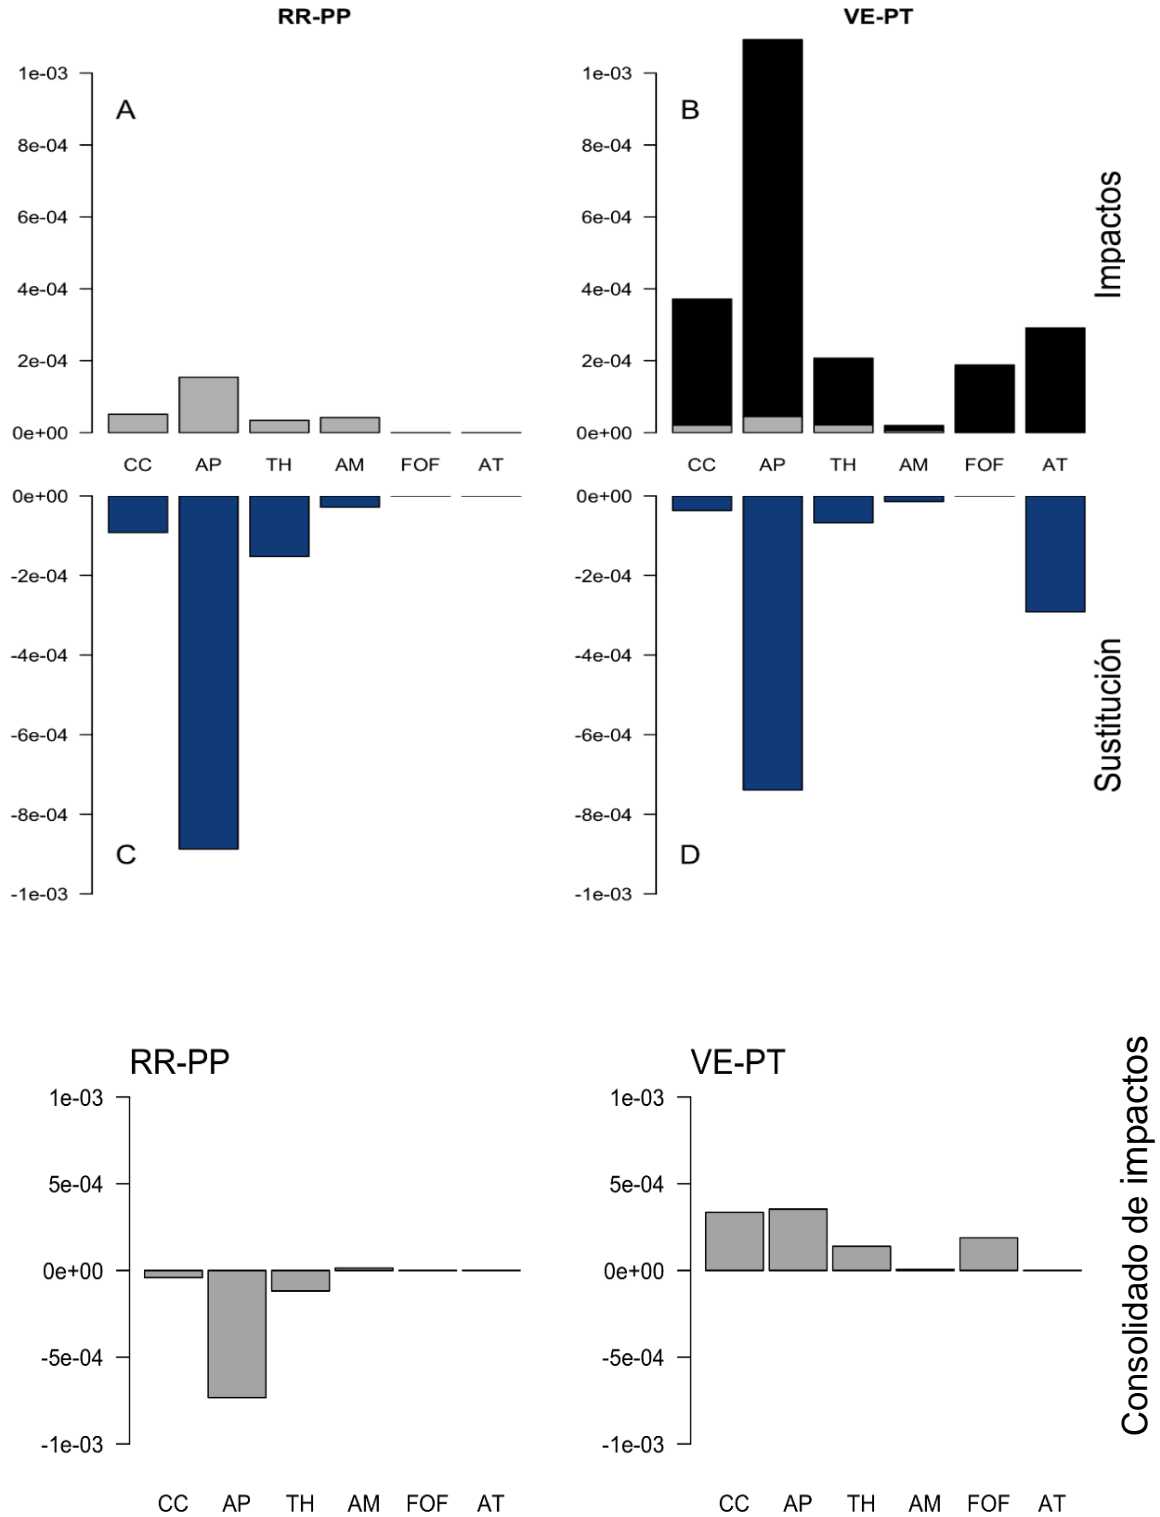 RR-PP
VE-PT
1e-03
8e-04
6e-04
4e-04
2e-04
0e+00
A
CC AP TH AM FOF AT
1e-03
8e-04
6e-04
4e-04
2e-04
0e+00
B
CC AP TH AM FOF AT
Impactos
0e+00
-2e-04
-4e-04
-6e-04
-8e-04
-1e-03
C
0e+00
-2e-04
-4e-04
-6e-04
-8e-04
-1e-03
D
Sustitución
RR-PP
1e-03
5e-04
0e+00
-5e-04
-1e-03
CC AP TH AM FOF AT
VE-PT
1e-03
5e-04
0e+00
-5e-04
-1e-03
CC AP TH AM FOF AT
Consolidado de impactos